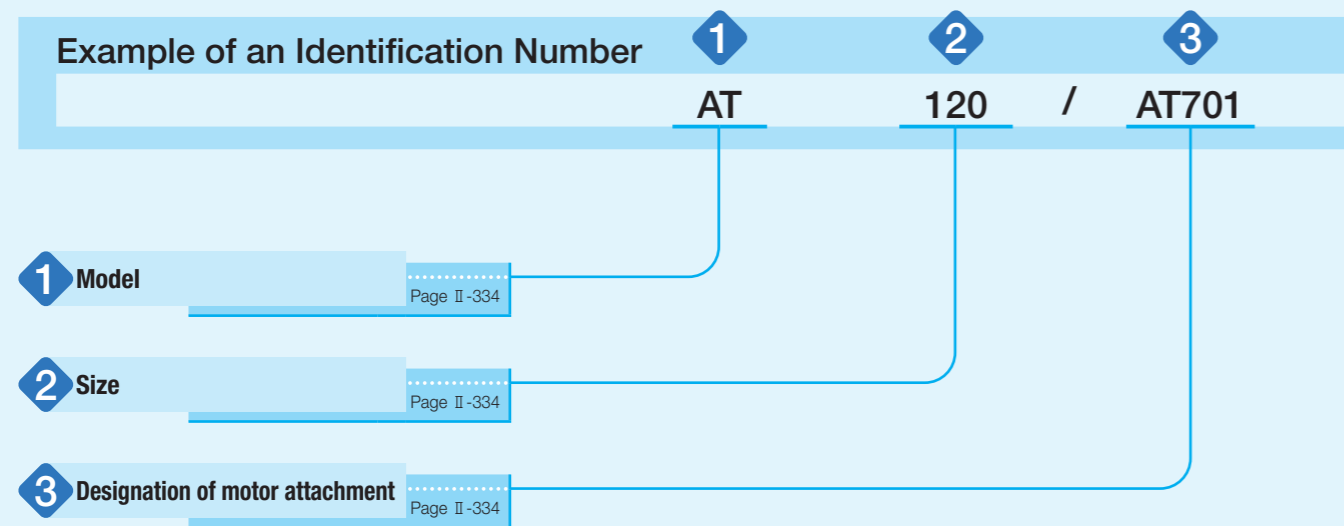 Example of an Identification Number
1 2 3
AT 120 / AT701
1 Model
Page Ⅱ-334
2 Size
Page Ⅱ-334
3 Designation of motor attachment
Page Ⅱ-334